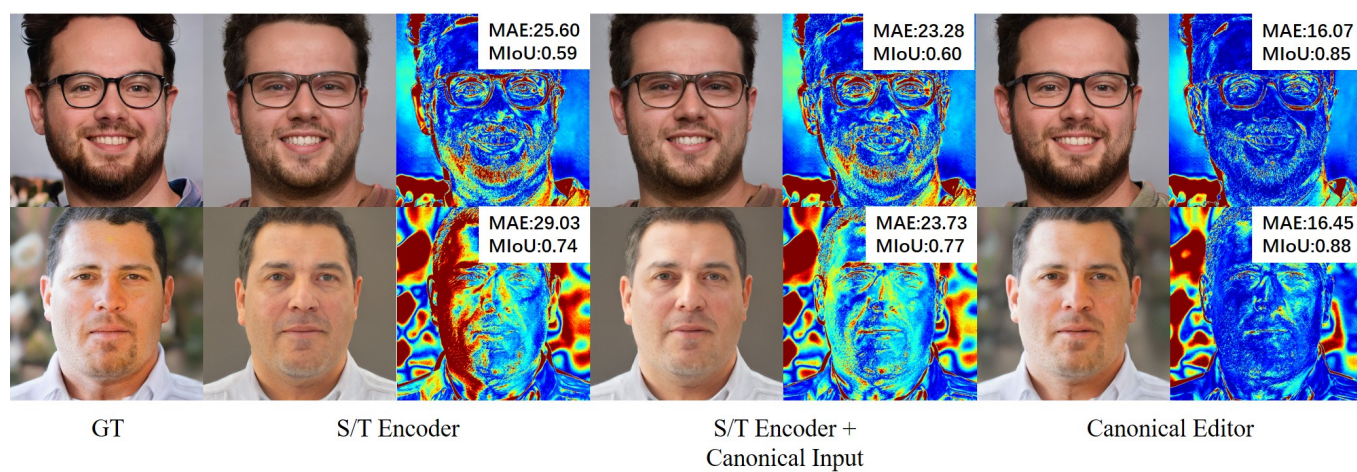 MAE:25.60
MIoU:0.59
MAE:23.28
MIoU:0.60
MAE:16.07
MIoU:0.85
MAE:29.03
MIoU:0.74
MAE:23.73
MIoU:0.77
MAE:16.45
MIoU:0.88
GT
S/T Encoder
S/T Encoder +
Canonical Input
Canonical Editor